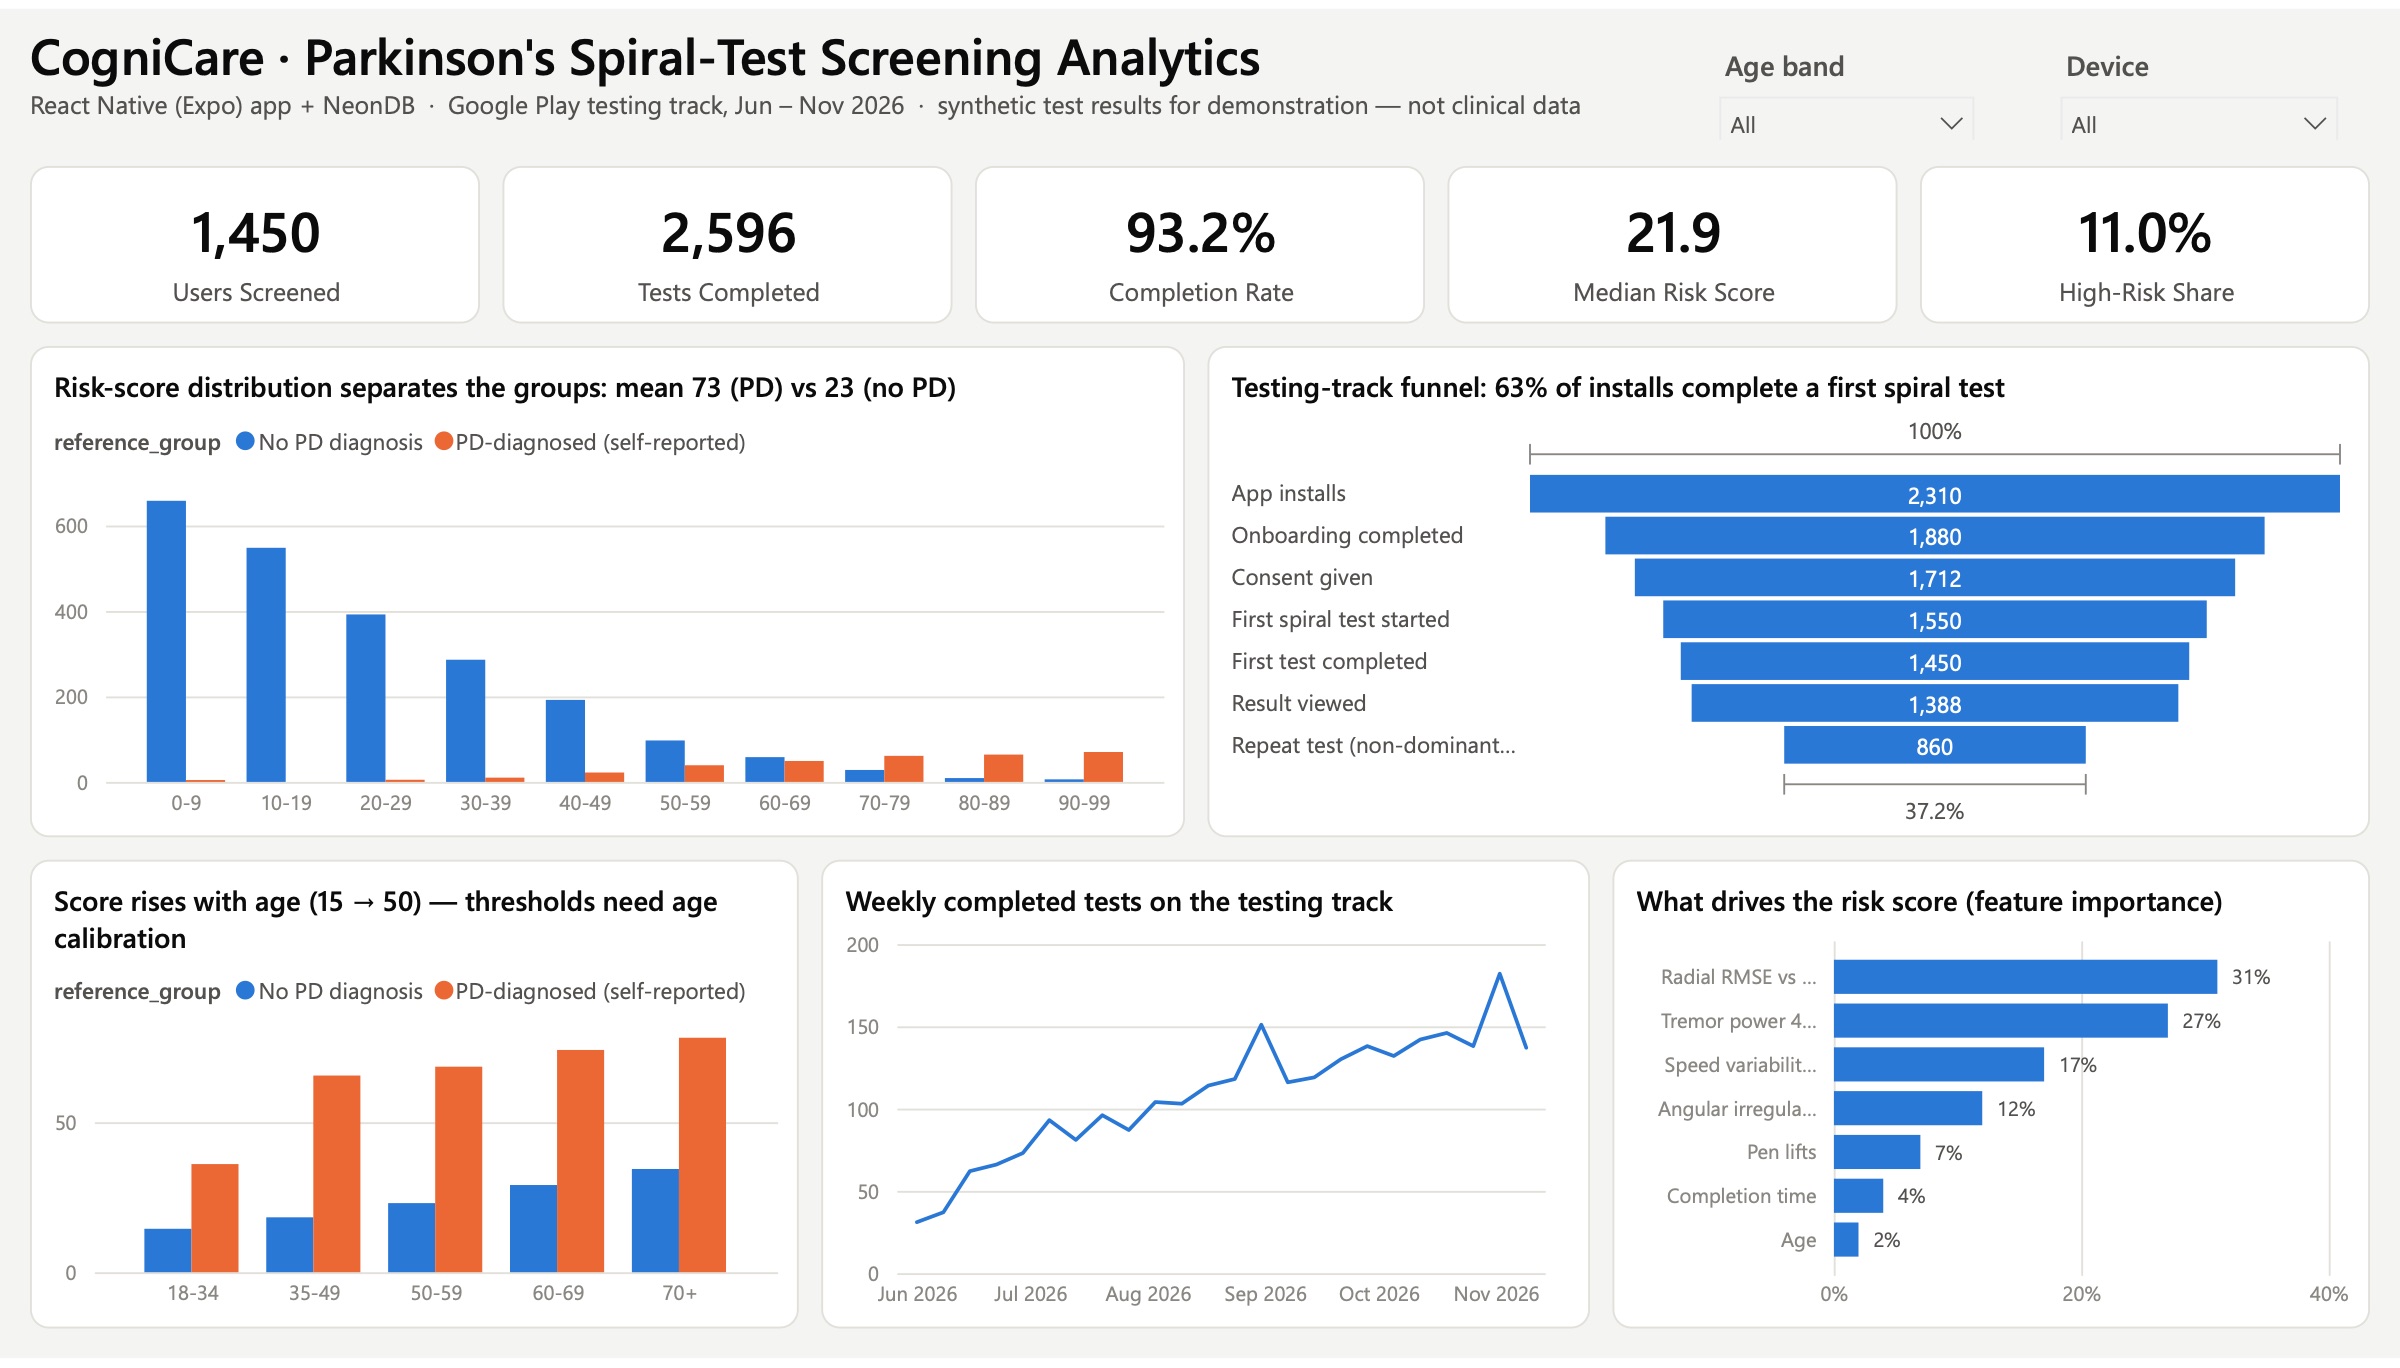 CogniCare · Parkinson's Spiral-Test Screening Analytics
React Native (Expo) app + NeonDB · Google Play testing track, Jun – Nov 2026 · synthetic test results for demonstration — not clinical data
Age band
All
Device
All
1,450
Users Screened
2,596
Tests Completed
93.2%
Completion Rate
21.9
Median Risk Score
11.0%
High-Risk Share
Risk-score distribution separates the groups: mean 73 (PD) vs 23 (no PD)
reference_group No PD diagnosis PD-diagnosed (self-reported)
600
400
200
0
0-9 10-19 20-29 30-39 40-49 50-59 60-69 70-79 80-89 90-99
Testing-track funnel: 63% of installs complete a first spiral test
100%
App installs 2,310
Onboarding completed 1,880
Consent given 1,712
First spiral test started 1,550
First test completed 1,450
Result viewed 1,388
Repeat test (non-dominant... 860
37.2%
Score rises with age (15 → 50) — thresholds need age
calibration
reference_group No PD diagnosis PD-diagnosed (self-reported)
50
0
18-34 35-49 50-59 60-69 70+
Weekly completed tests on the testing track
200
150
100
50
0
Jun 2026 Jul 2026 Aug 2026 Sep 2026 Oct 2026 Nov 2026
What drives the risk score (feature importance)
Radial RMSE vs ... 31%
Tremor power 4... 27%
Speed variabilit... 17%
Angular irregula... 12%
Pen lifts 7%
Completion time 4%
Age 2%
0% 20% 40%